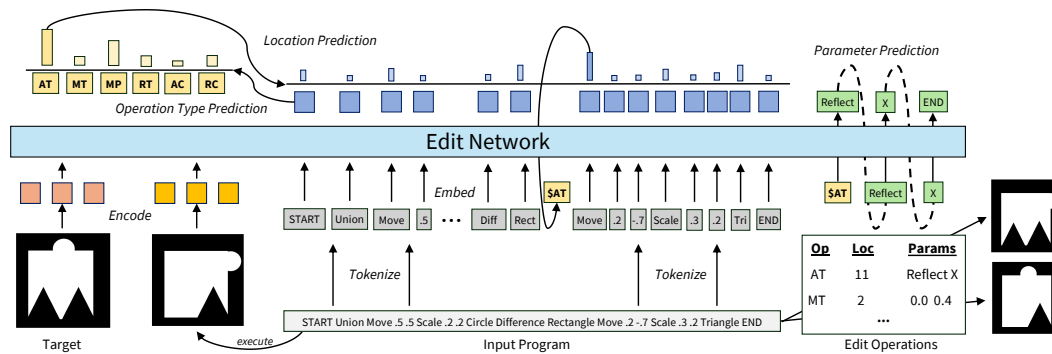 Location Prediction
Parameter Prediction
AT MT MP RT AC RC
Operation Type Prediction
Reflect X END
Edit Network
Encode
Embed
$AT
$AT Reflect X
START Union Move .5 ... Diff Rect Move .2 -.7 Scale .3 .2 Tri END
Tokenize Tokenize
Op Loc Params
AT 11 Reflect X
MT 2 0.0 0.4
...
START Union Move .5 .5 Scale .2 .2 Circle Difference Rectangle Move .2 -.7 Scale .3 .2 Triangle END
execute
Target Input Program Edit Operations